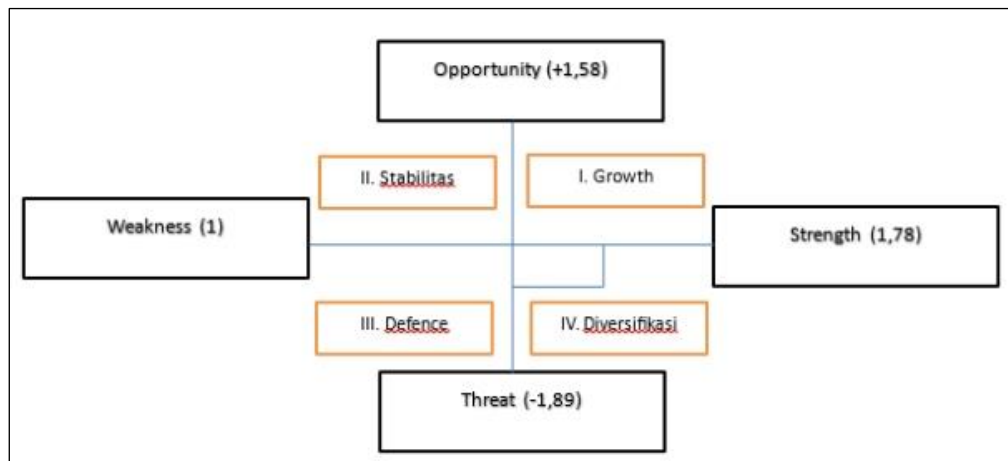 Opportunity (+1,58)
II. Stabilitas
I. Growth
Weakness (1)
Strength (1,78)
III. Defence
IV. Diversifikasi
Threat (-1,89)